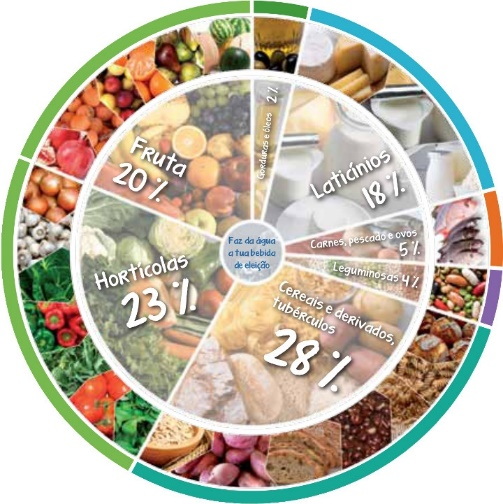 Gorduras e óleos 2%
Laticínios
18%
Carnes, pescado e ovos
5%
Leguminosas 4%
Cereais e derivados,
tubérculos
28%
Hortícolas
23%
Fruta
20%
Faz da água
a tua bebida
de eleição